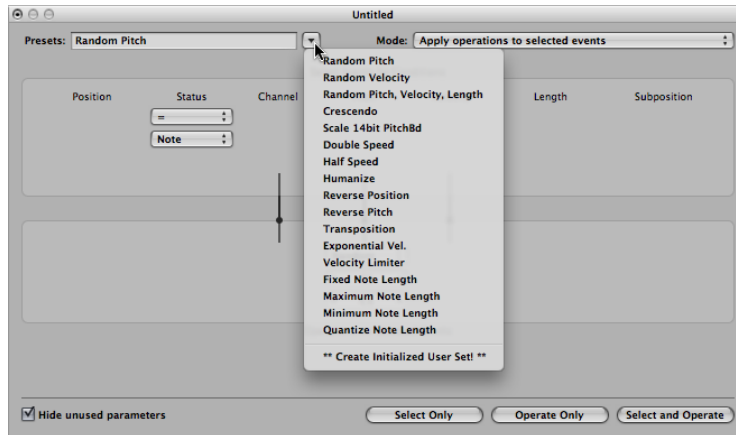 Untitled
Presets: Random Pitch Mode: Apply operations to selected events
Random Pitch
Random Velocity
Random Pitch, Velocity, Length
Crescendo
Scale 14bit PitchBd
Double Speed
Half Speed
Humanize
Reverse Position
Reverse Pitch
Transposition
Exponential Vel.
Velocity Limiter
Fixed Note Length
Maximum Note Length
Minimum Note Length
Quantize Note Length
** Create Initialized User Set! **
Position Status Channel Length Subposition
=
Note
Hide unused parameters Select Only Operate Only Select and Operate